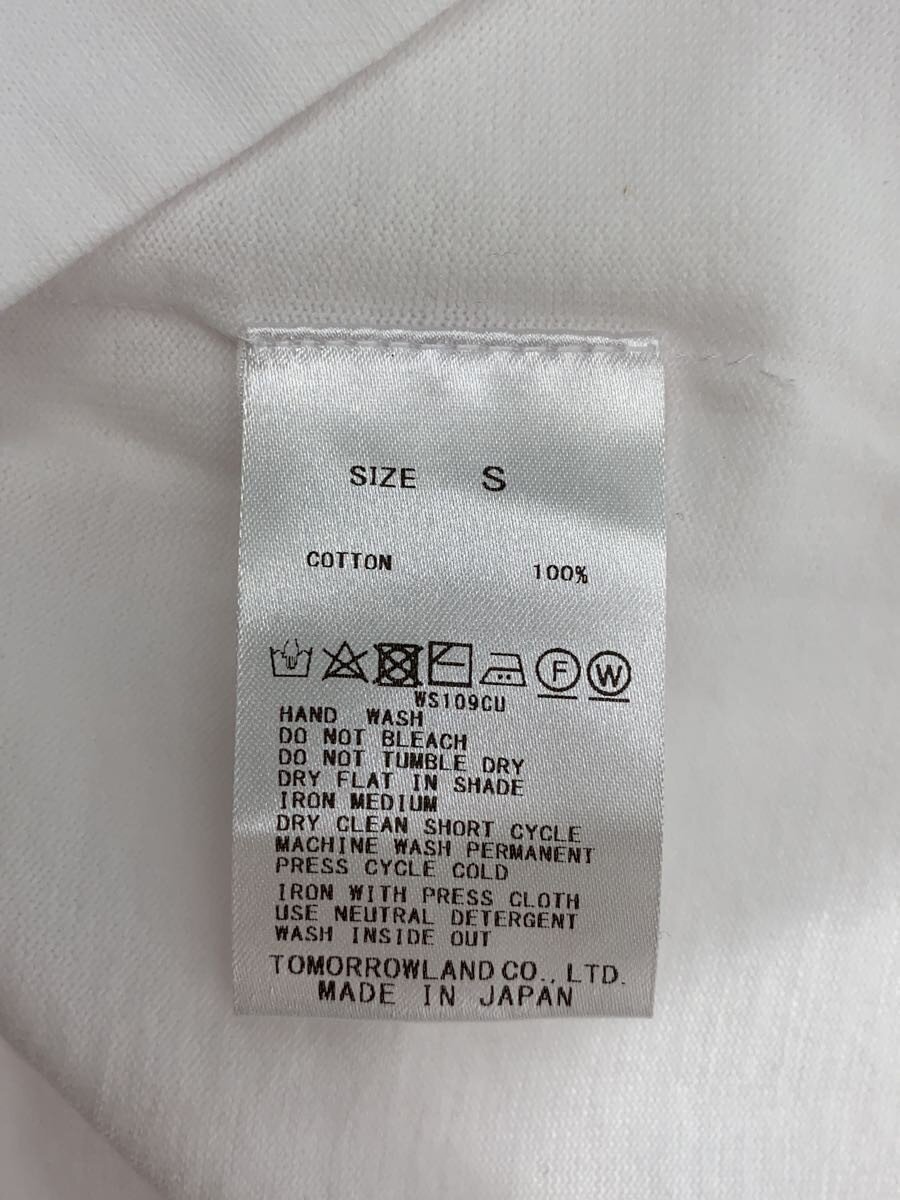 SIZE S
COTTON 100%
F W
WS109CU
HAND WASH
DO NOT BLEACH
DO NOT TUMBLE DRY
DRY FLAT IN SHADE
IRON MEDIUM
DRY CLEAN SHORT CYCLE
MACHINE WASH PERMANENT
PRESS CYCLE COLD
IRON WITH PRESS CLOTH
USE NEUTRAL DETERGENT
WASH INSIDE OUT
TOMORROWLAND CO., LTD.
MADE IN JAPAN